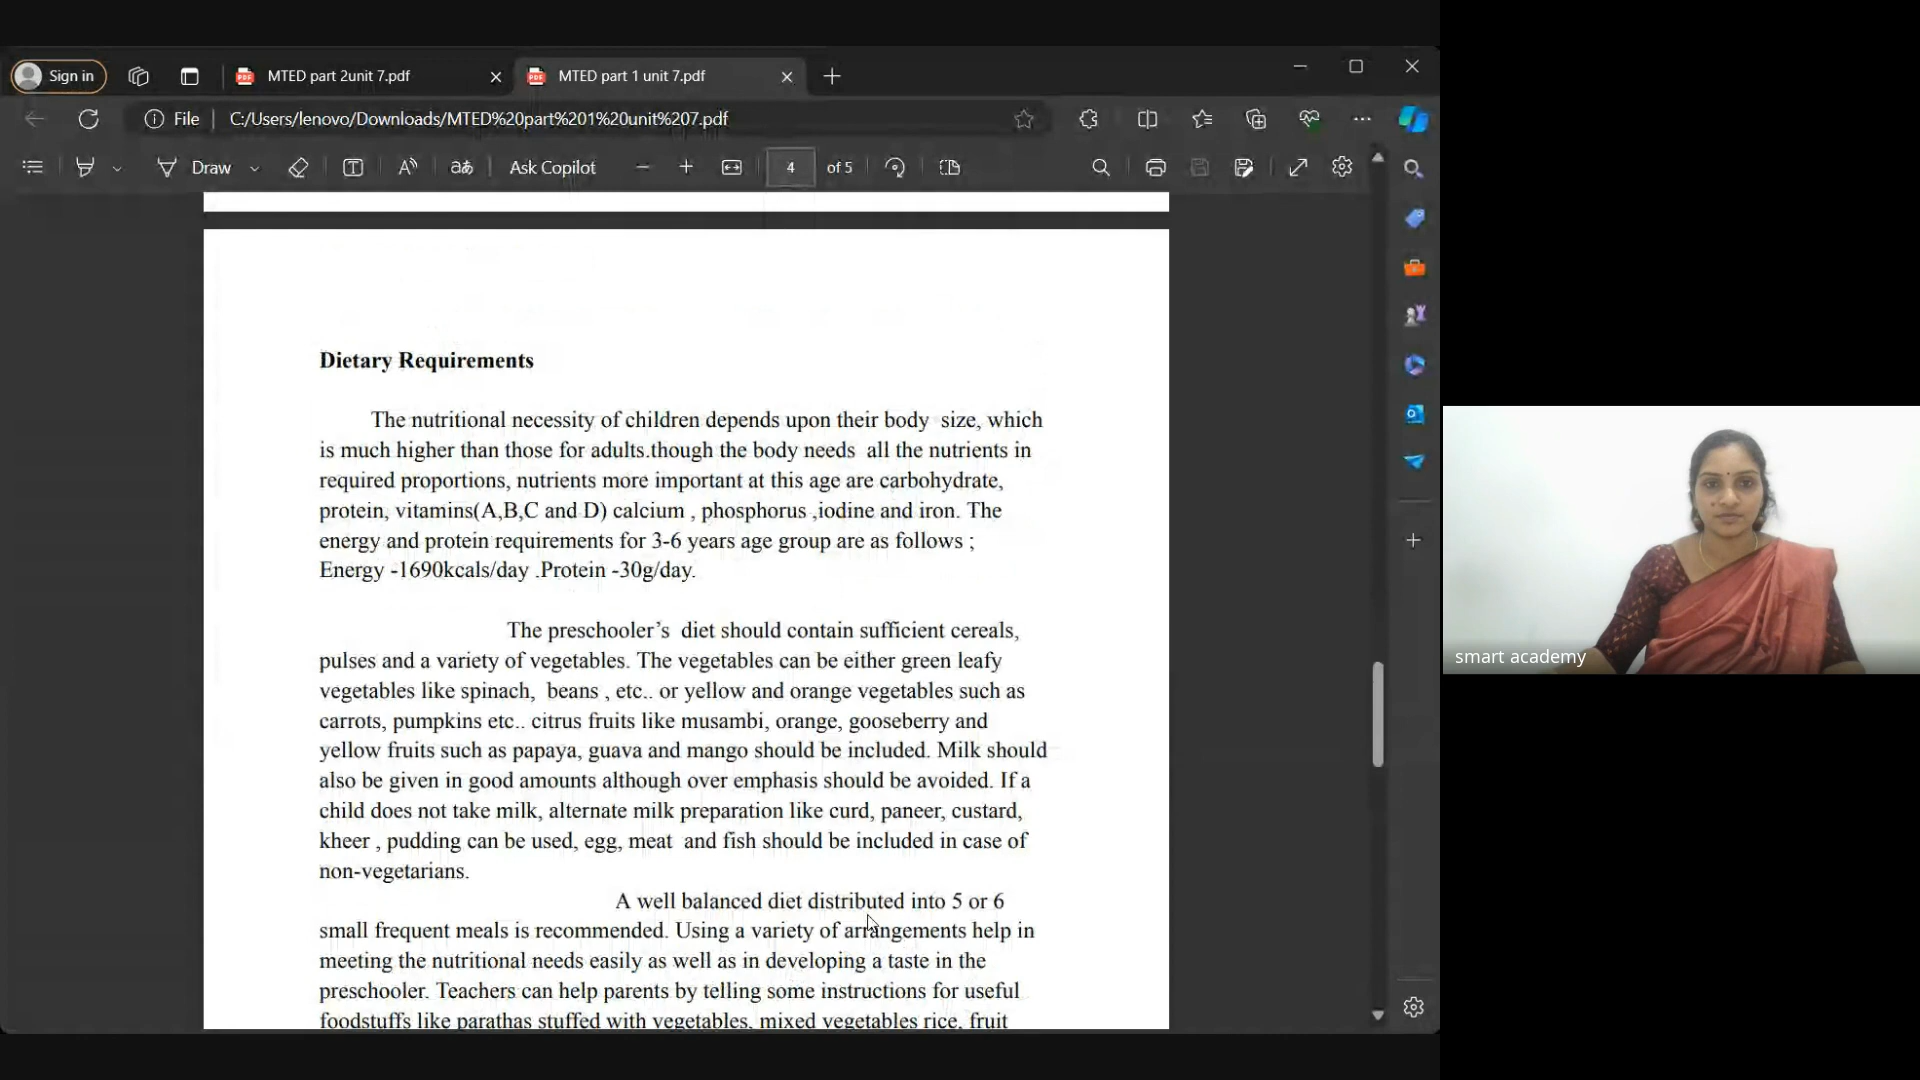 Sign in
MTED part 2unit 7.pdf
MTED part 1 unit 7.pdf
File
C:/Users/lenovo/Downloads/MTED%20part%201%20unit%207.pdf
Draw
Ask Copilot
4
of 5
Dietary Requirements
The nutritional necessity of children depends upon their body size, which
is much higher than those for adults.though the body needs all the nutrients in
required proportions, nutrients more important at this age are carbohydrate,
protein, vitamins(A,B,C and D) calcium , phosphorus ,iodine and iron. The
energy and protein requirements for 3-6 years age group are as follows ;
Energy -1690kcals/day .Protein -30g/day.
The preschooler’s diet should contain sufficient cereals,
pulses and a variety of vegetables. The vegetables can be either green leafy
vegetables like spinach, beans , etc.. or yellow and orange vegetables such as
carrots, pumpkins etc.. citrus fruits like musambi, orange, gooseberry and
yellow fruits such as papaya, guava and mango should be included. Milk should
also be given in good amounts although over emphasis should be avoided. If a
child does not take milk, alternate milk preparation like curd, paneer, custard,
kheer , pudding can be used, egg, meat and fish should be included in case of
non-vegetarians.
A well balanced diet distributed into 5 or 6
small frequent meals is recommended. Using a variety of arrangements help in
meeting the nutritional needs easily as well as in developing a taste in the
preschooler. Teachers can help parents by telling some instructions for useful
foodstuffs like parathas stuffed with vegetables, mixed vegetables rice, fruit
smart academy